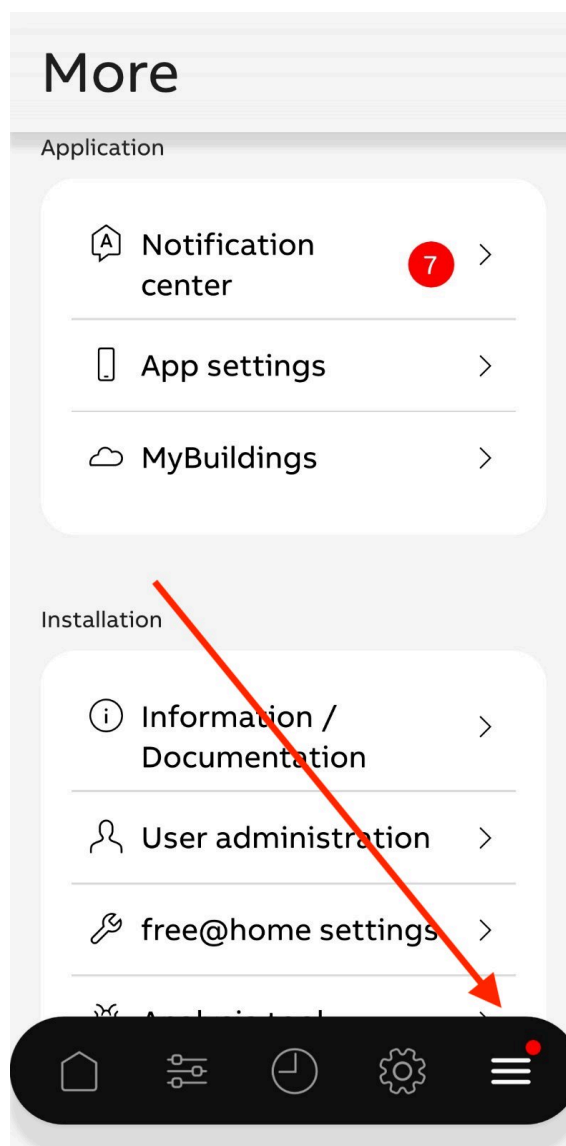 More
Application
Notification
center
7
App settings
MyBuildings
Installation
Information /
Documentation
User administration
free@home settings